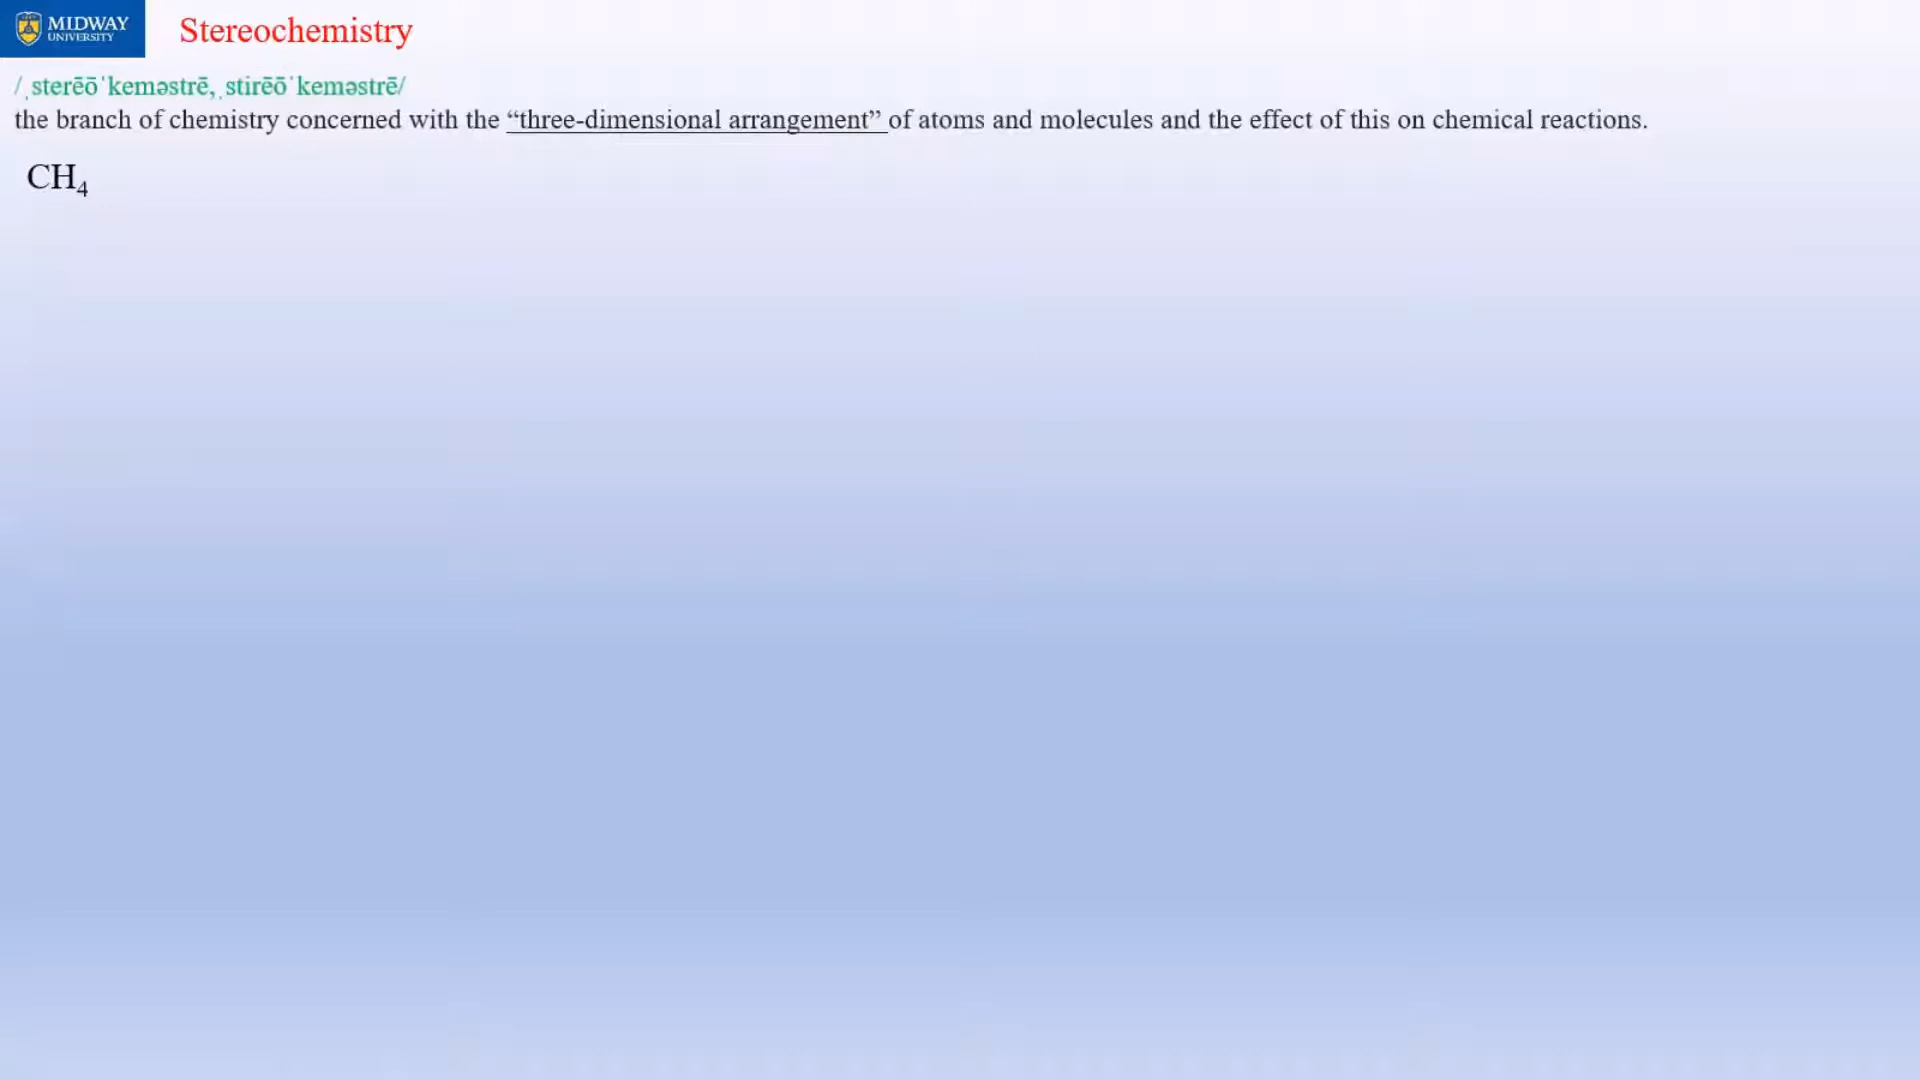 MIDWAY
UNIVERSITY
Stereochemistry
/ˌsterēōˈkeməstrē,ˌstirēōˈkeməstrē/
the branch of chemistry concerned with the “three-dimensional arrangement” of atoms and molecules and the effect of this on chemical reactions.
CH₄